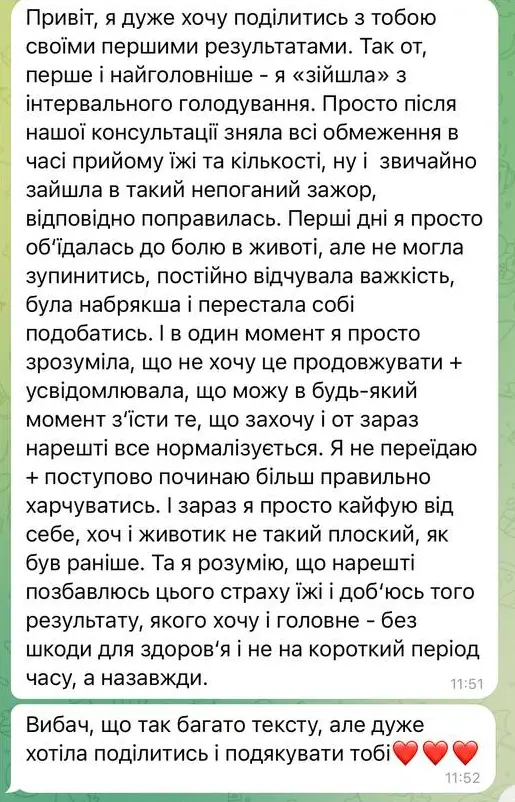 Привіт, я дуже хочу поділитись з тобою
своїми першими результатами. Так от,
перше і найголовніше - я «зійшла» з
інтервального голодування. Просто після
нашої консультації зняла всі обмеження в
часі прийому їжі та кількості, ну і  звичайно
зайшла в такий непоганий зажор,
відповідно поправилась. Перші дні я просто
об‘їдалась до болю в животі, але не могла
зупинитись, постійно відчувала важкість,
була набрякша і перестала собі
подобатись. І в один момент я просто
зрозуміла, що не хочу це продовжувати +
усвідомлювала, що можу в будь-який
момент з’їсти те, що захочу і от зараз
нарешті все нормалізується. Я не переїдаю
+ поступово починаю більш правильно
харчуватись. І зараз я просто кайфую від
себе, хоч і животик не такий плоский, як
був раніше. Та я розумію, що нарешті
позбавлюсь цього страху їжі і доб‘юсь того
результату, якого хочу і головне - без
шкоди для здоров‘я і не на короткий період
часу, а назавжди.
11:51
Вибач, що так багато тексту, але дуже
хотіла поділитись і подякувати тобі❤️❤️❤️
11:52